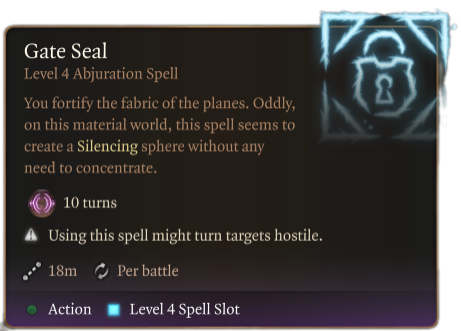 Gate Seal
Level 4 Abjuration Spell
You fortify the fabric of the planes. Oddly,
on this material world, this spell seems to
create a Silencing sphere without any
need to concentrate.
10 turns
Using this spell might turn targets hostile.
18m Per battle
Action Level 4 Spell Slot